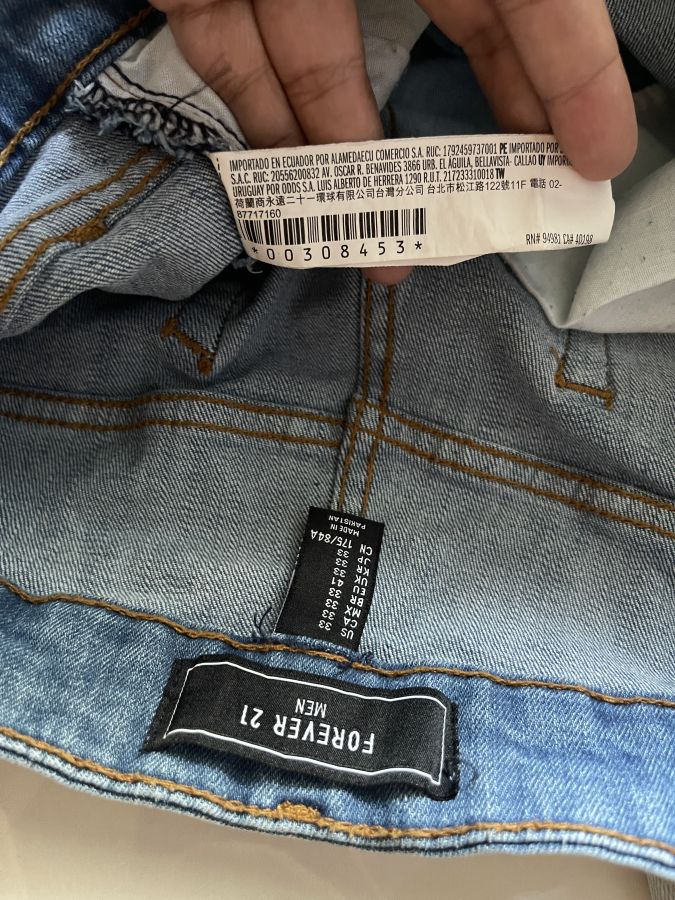 IMPORTADO EN ECUADOR POR ALAMEDAECU COMERCIO S.A. RUC: 1792459737001 PE IMPORTADO POR
S.A.C. RUC: 20556200832 AV. OSCAR R. BENAVIDES 3866 URB. EL ÁGUILA, BELLAVISTA- CALLAO UY
URUGUAY POR ODDS S.A. LUIS ALBERTO DE HERRERA 1290 R.U.T. 217233310018 TW
荷蘭商永遠二十一環球有限公司台灣分公司 台北市松江路122號11F 電話 02-
87717160
*00308453*
RN# 94981 CA# 40198
FOREVER 21
MEN
US 33
CA 33
MX 33
BR 33
EU 41
UK 33
KR 33
JP 33
CN 175/84A
MADE IN
PAKISTAN